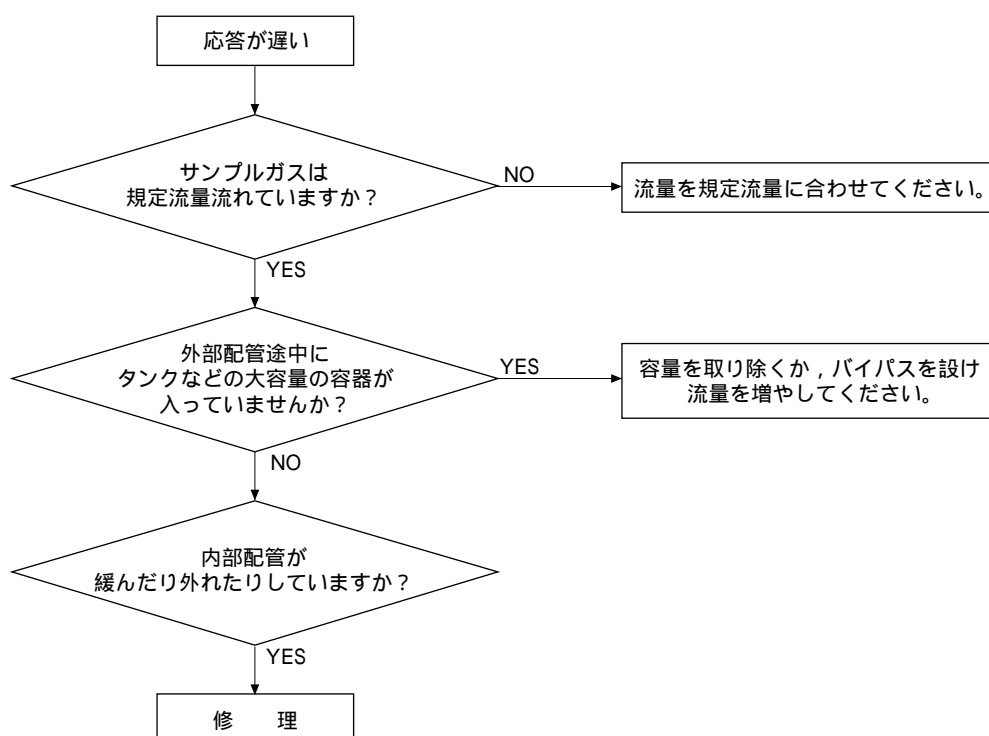 応答が遅い
サンプルガスは
規定流量流れていますか？
NO
流量を規定流量に合わせてください。
YES
外部配管途中に
タンクなどの大容量の容器が
入っていませんか？
YES
容量を取り除くか，バイパスを設け
流量を増やしてください。
NO
内部配管が
緩んだり外れたりしていますか？
YES
修　理